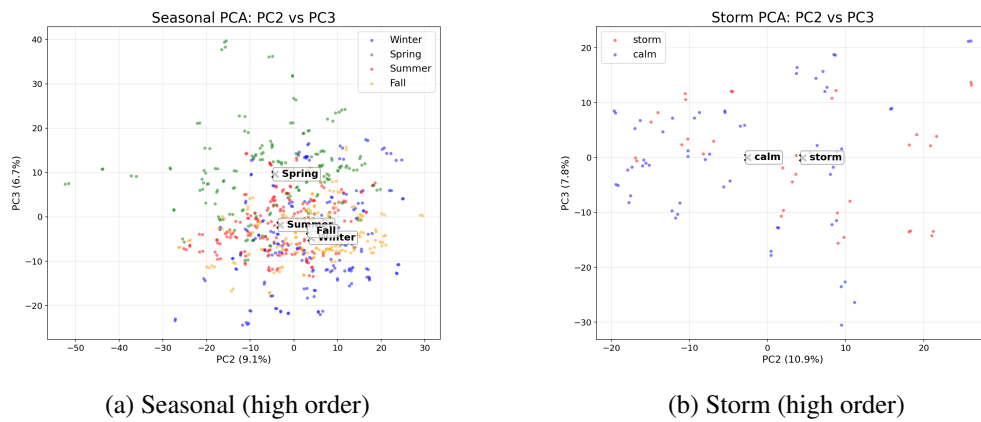 Seasonal PCA: PC2 vs PC3
Winter
Spring
Summer
Fall
40
30
20
10
0
−10
−20
PC3 (6.7%)
Spring
Summer
Fall
Winter
−50 −40 −30 −20 −10 0 10 20 30
PC2 (9.1%)
(a) Seasonal (high order)
Storm PCA: PC2 vs PC3
storm
calm
20
10
0
−10
−20
−30
PC3 (7.8%)
calm
storm
−20 −10 0 10 20
PC2 (10.9%)
(b) Storm (high order)